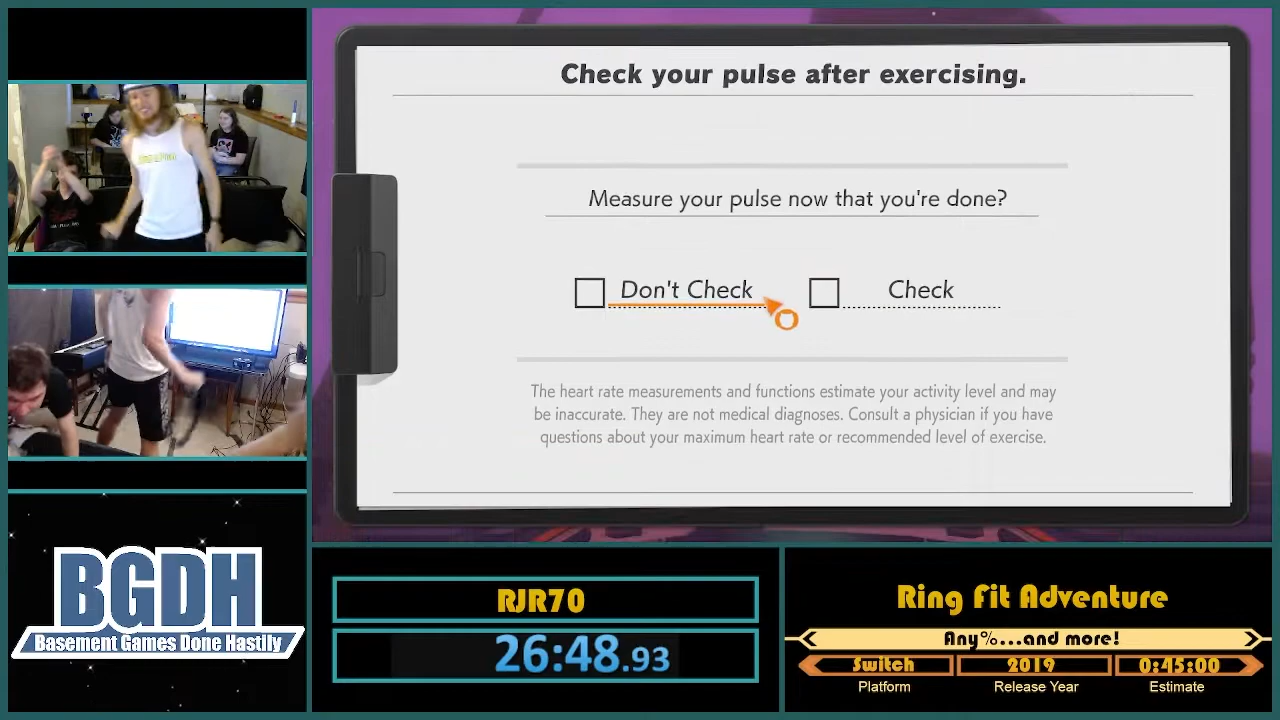 Check your pulse after exercising.
Measure your pulse now that you're done?
Don't Check
Check
The heart rate measurements and functions estimate your activity level and may
be inaccurate. They are not medical diagnoses. Consult a physician if you have
questions about your maximum heart rate or recommended level of exercise.
BGDH
Basement Games Done Hastily
RJR70
26:48.93
Ring Fit Adventure
Any%...and more!
Switch
2019
0:45:00
Platform
Release Year
Estimate